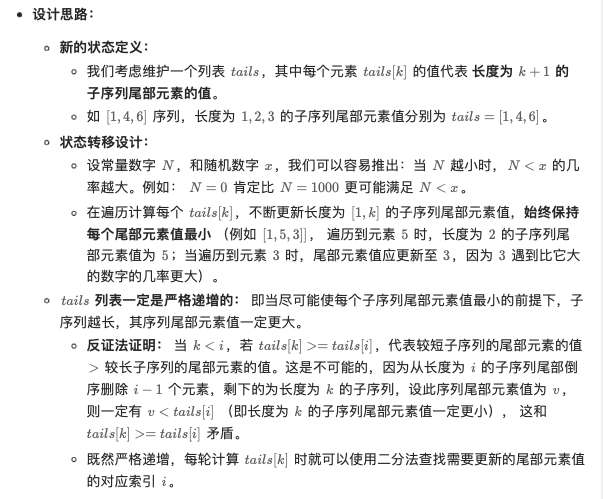 设计思路：
新的状态定义：
我们考虑维护一个列表 tails，其中每个元素 tails[k] 的值代表 长度为 k+1 的
子序列尾部元素的值。
如 [1,4,6] 序列，长度为 1,2,3 的子序列尾部元素值分别为 tails = [1,4,6] 。
状态转移设计：
设常量数字 N，和随机数字 x，我们可以容易推出：当 N 越小时，N < x 的几
率越大。例如： N = 0 肯定比 N = 1000 更可能满足 N < x 。
在遍历计算每个 tails[k]，不断更新长度为 [1,k] 的子序列尾部元素值，始终保持
每个尾部元素值最小 （例如 [1,5,3]]， 遍历到元素 5 时，长度为 2 的子序列尾
部元素值为 5；当遍历到元素 3 时，尾部元素值应更新至 3，因为 3 遇到比它大
的数字的几率更大）。
tails 列表一定是严格递增的： 即当尽可能使每个子序列尾部元素值最小的前提下，子
序列越长，其序列尾部元素值一定更大。
反证法证明： 当 k < i，若 tails[k] >= tails[i]，代表较短子序列的尾部元素的值
> 较长子序列的尾部元素的值。这是不可能的，因为从长度为 i 的子序列尾部倒
序删除 i−1 个元素，剩下的为长度为 k 的子序列，设此序列尾部元素值为 v，
则一定有 v < tails[i] （即长度为 k 的子序列尾部元素值一定更小）， 这和
tails[k] >= tails[i] 矛盾。
既然严格递增，每轮计算 tails[k] 时就可以使用二分法查找需要更新的尾部元素值
的对应索引 i。